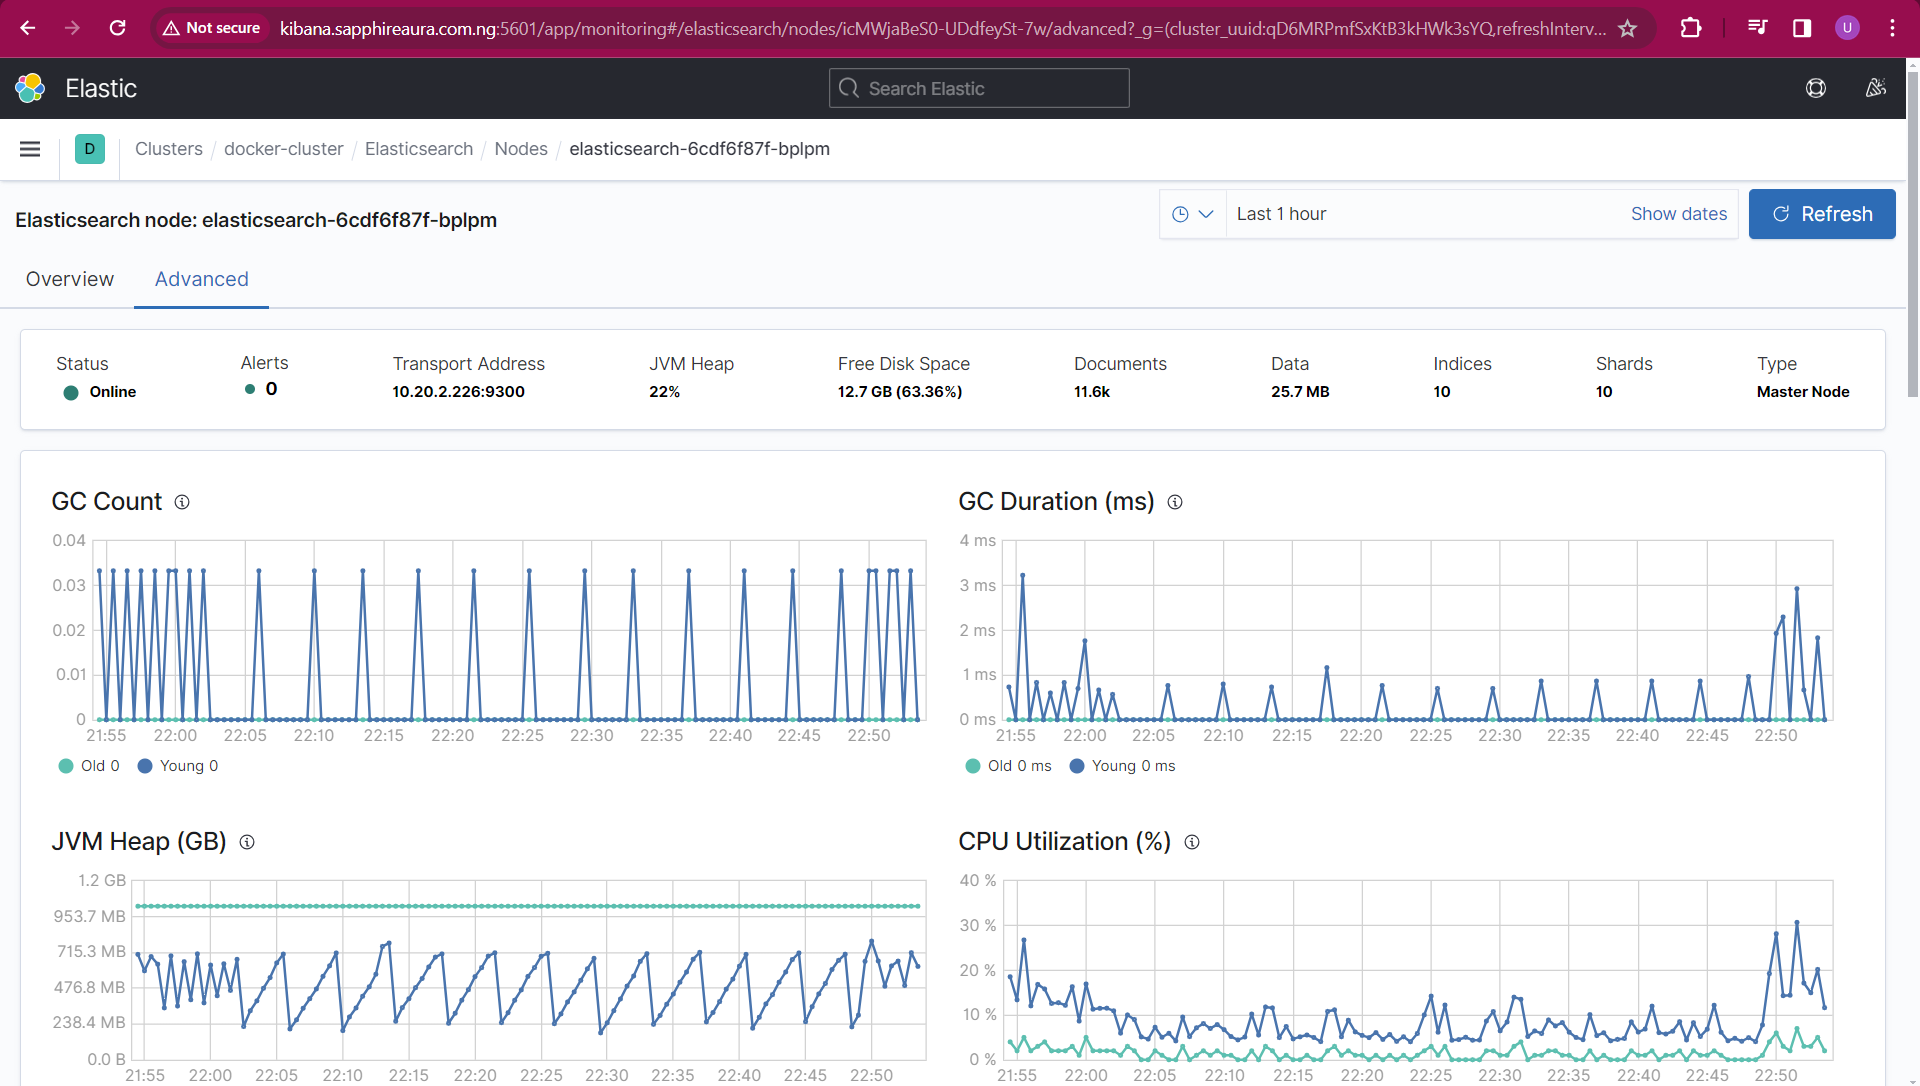 Not secure
kibana.sapphireaura.com.ng:5601/app/monitoring#/elasticsearch/nodes/icMWjaBeS0-UDdfeySt-7w/advanced?_g=(cluster_uuid:qD6MRPmfSxKtB3kHWk3sYQ,refreshInterv...
U
Elastic
Search Elastic
D
Clusters / docker-cluster / Elasticsearch / Nodes / elasticsearch-6cdf6f87f-bplpm
Elasticsearch node: elasticsearch-6cdf6f87f-bplpm
Last 1 hour
Show dates
Refresh
Overview
Advanced
Status
Online
Alerts
0
Transport Address
10.20.2.226:9300
JVM Heap
22%
Free Disk Space
12.7 GB (63.36%)
Documents
11.6k
Data
25.7 MB
Indices
10
Shards
10
Type
Master Node
GC Count
0.04
0.03
0.02
0.01
0
21:55 22:00 22:05 22:10 22:15 22:20 22:25 22:30 22:35 22:40 22:45 22:50
Old 0 Young 0
GC Duration (ms)
4 ms
3 ms
2 ms
1 ms
0 ms
21:55 22:00 22:05 22:10 22:15 22:20 22:25 22:30 22:35 22:40 22:45 22:50
Old 0 ms Young 0 ms
JVM Heap (GB)
1.2 GB
953.7 MB
715.3 MB
476.8 MB
238.4 MB
0.0 B
21:55 22:00 22:05 22:10 22:15 22:20 22:25 22:30 22:35 22:40 22:45 22:50
CPU Utilization (%)
40 %
30 %
20 %
10 %
0 %
21:55 22:00 22:05 22:10 22:15 22:20 22:25 22:30 22:35 22:40 22:45 22:50